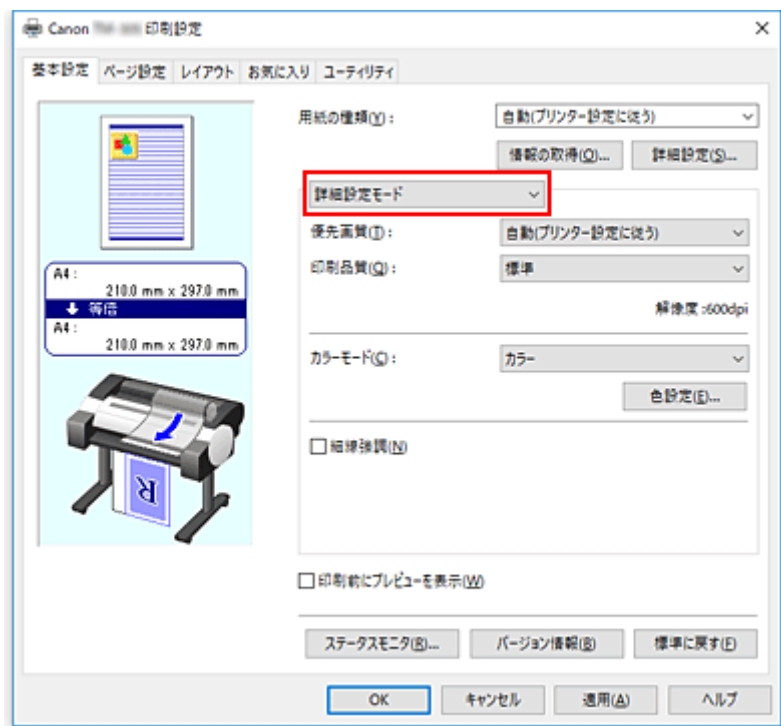 Canon 印刷設定
基本設定 ページ設定 レイアウト お気に入り ユーティリティ
用紙の種類(Y): 自動(プリンター設定に従う)
情報の取得(O)... 詳細設定(S)...
詳細設定モード
優先画質(T): 自動(プリンター設定に従う)
印刷品質(Q): 標準
解像度:600dpi
カラーモード(C): カラー
色設定(E)...
細線強調(N)
A4:
210.0 mm x 297.0 mm
等倍
A4:
210.0 mm x 297.0 mm
R
印刷前にプレビューを表示(W)
ステータスモニタ(R)... バージョン情報(B) 標準に戻す(F)
OK キャンセル 適用(A) ヘルプ